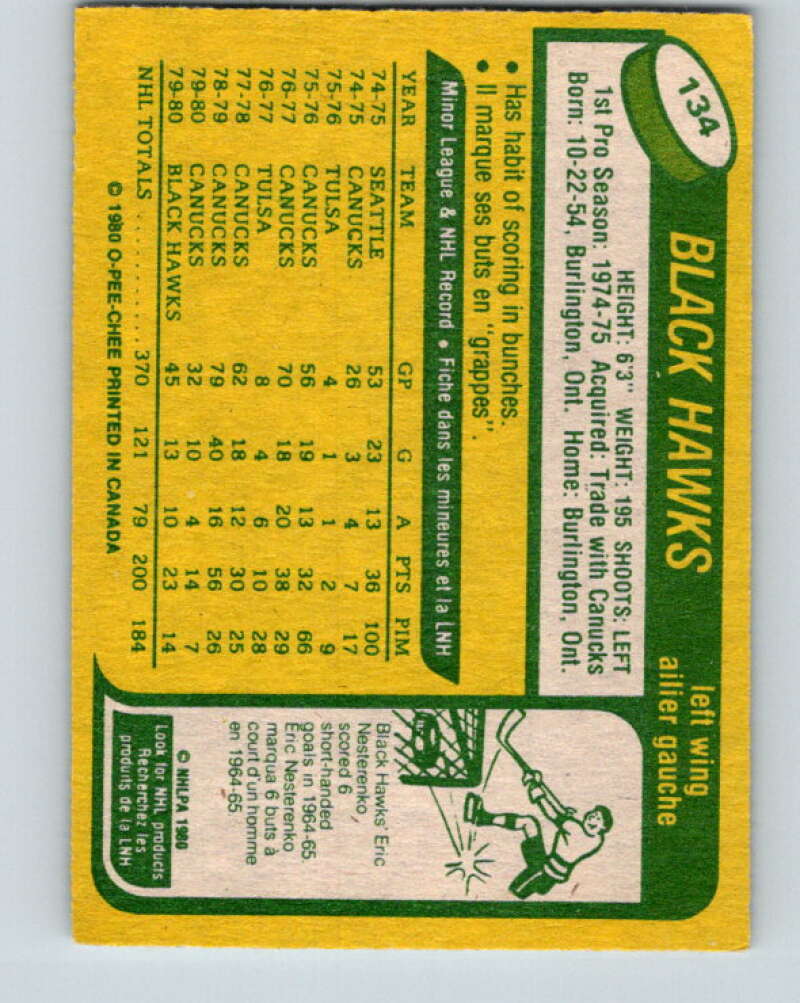 134
BLACK HAWKS
left wing
ailier gauche
HEIGHT: 6'3" WEIGHT: 195 SHOOTS: LEFT
1st Pro Season: 1974-75 Acquired: Trade with Canucks
Born: 10-22-54, Burlington, Ont. Home: Burlington, Ont.
• Has habit of scoring in bunches.
• Il marque ses buts en "grappes".
Minor League & NHL Record • Fiche dans les mineures et la LNH
YEAR TEAM GP G A PTS PIM
74-75 SEATTLE 53 23 13 36 100
74-75 CANUCKS 26 3 4 7 17
75-76 TULSA 4 1 1 2 9
75-76 CANUCKS 56 19 13 32 66
76-77 CANUCKS 70 18 20 38 29
76-77 TULSA 8 4 6 10 28
77-78 CANUCKS 62 18 12 30 25
78-79 CANUCKS 79 40 16 56 26
79-80 CANUCKS 32 10 4 14 7
79-80 BLACK HAWKS 45 13 10 23 14
NHL TOTALS .......... 370 121 79 200 184
© 1980 O-PEE-CHEE PRINTED IN CANADA
Black Hawks' Eric
Nesterenko,
scored 6
short-handed
goals in 1964-65.
Eric Nesterenko
marqua 6 buts à
court d'un homme
en 1964-65
© NHLPA 1980
Look for NHL products
Recherchez les
produits de la LNH